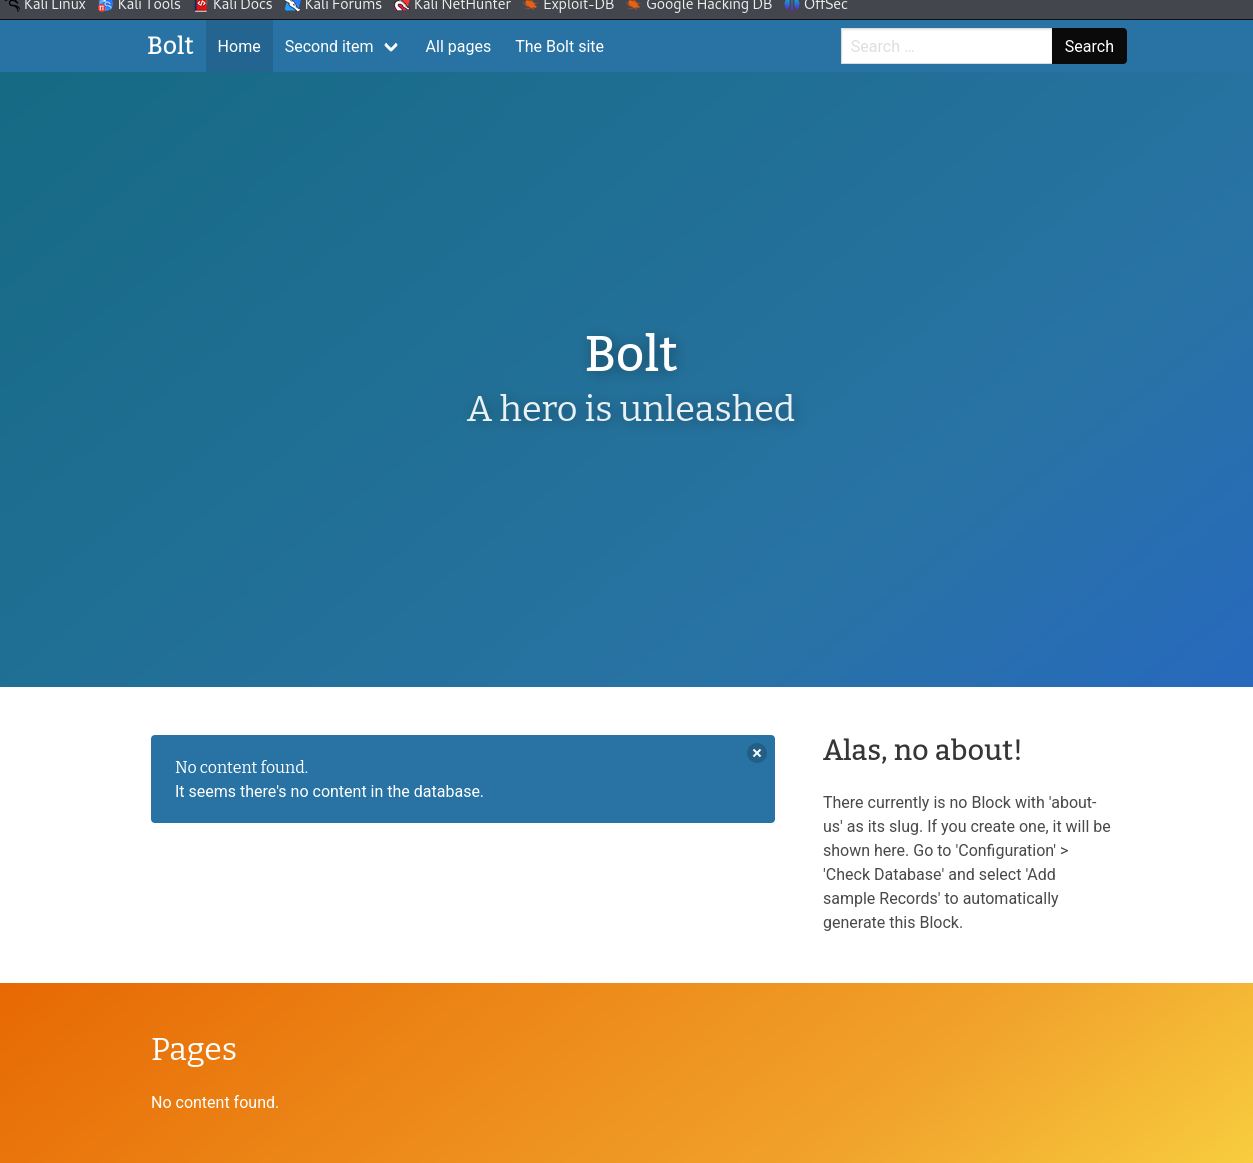 Kali Linux Kali Tools Kali Docs Kali Forums Kali NetHunter Exploit-DB Google Hacking DB OffSec
Bolt Home Second item All pages The Bolt site Search ... Search
Bolt
A hero is unleashed
No content found.
It seems there's no content in the database.
Alas, no about!
There currently is no Block with 'about-
us' as its slug. If you create one, it will be
shown here. Go to 'Configuration' >
'Check Database' and select 'Add
sample Records' to automatically
generate this Block.
Pages
No content found.